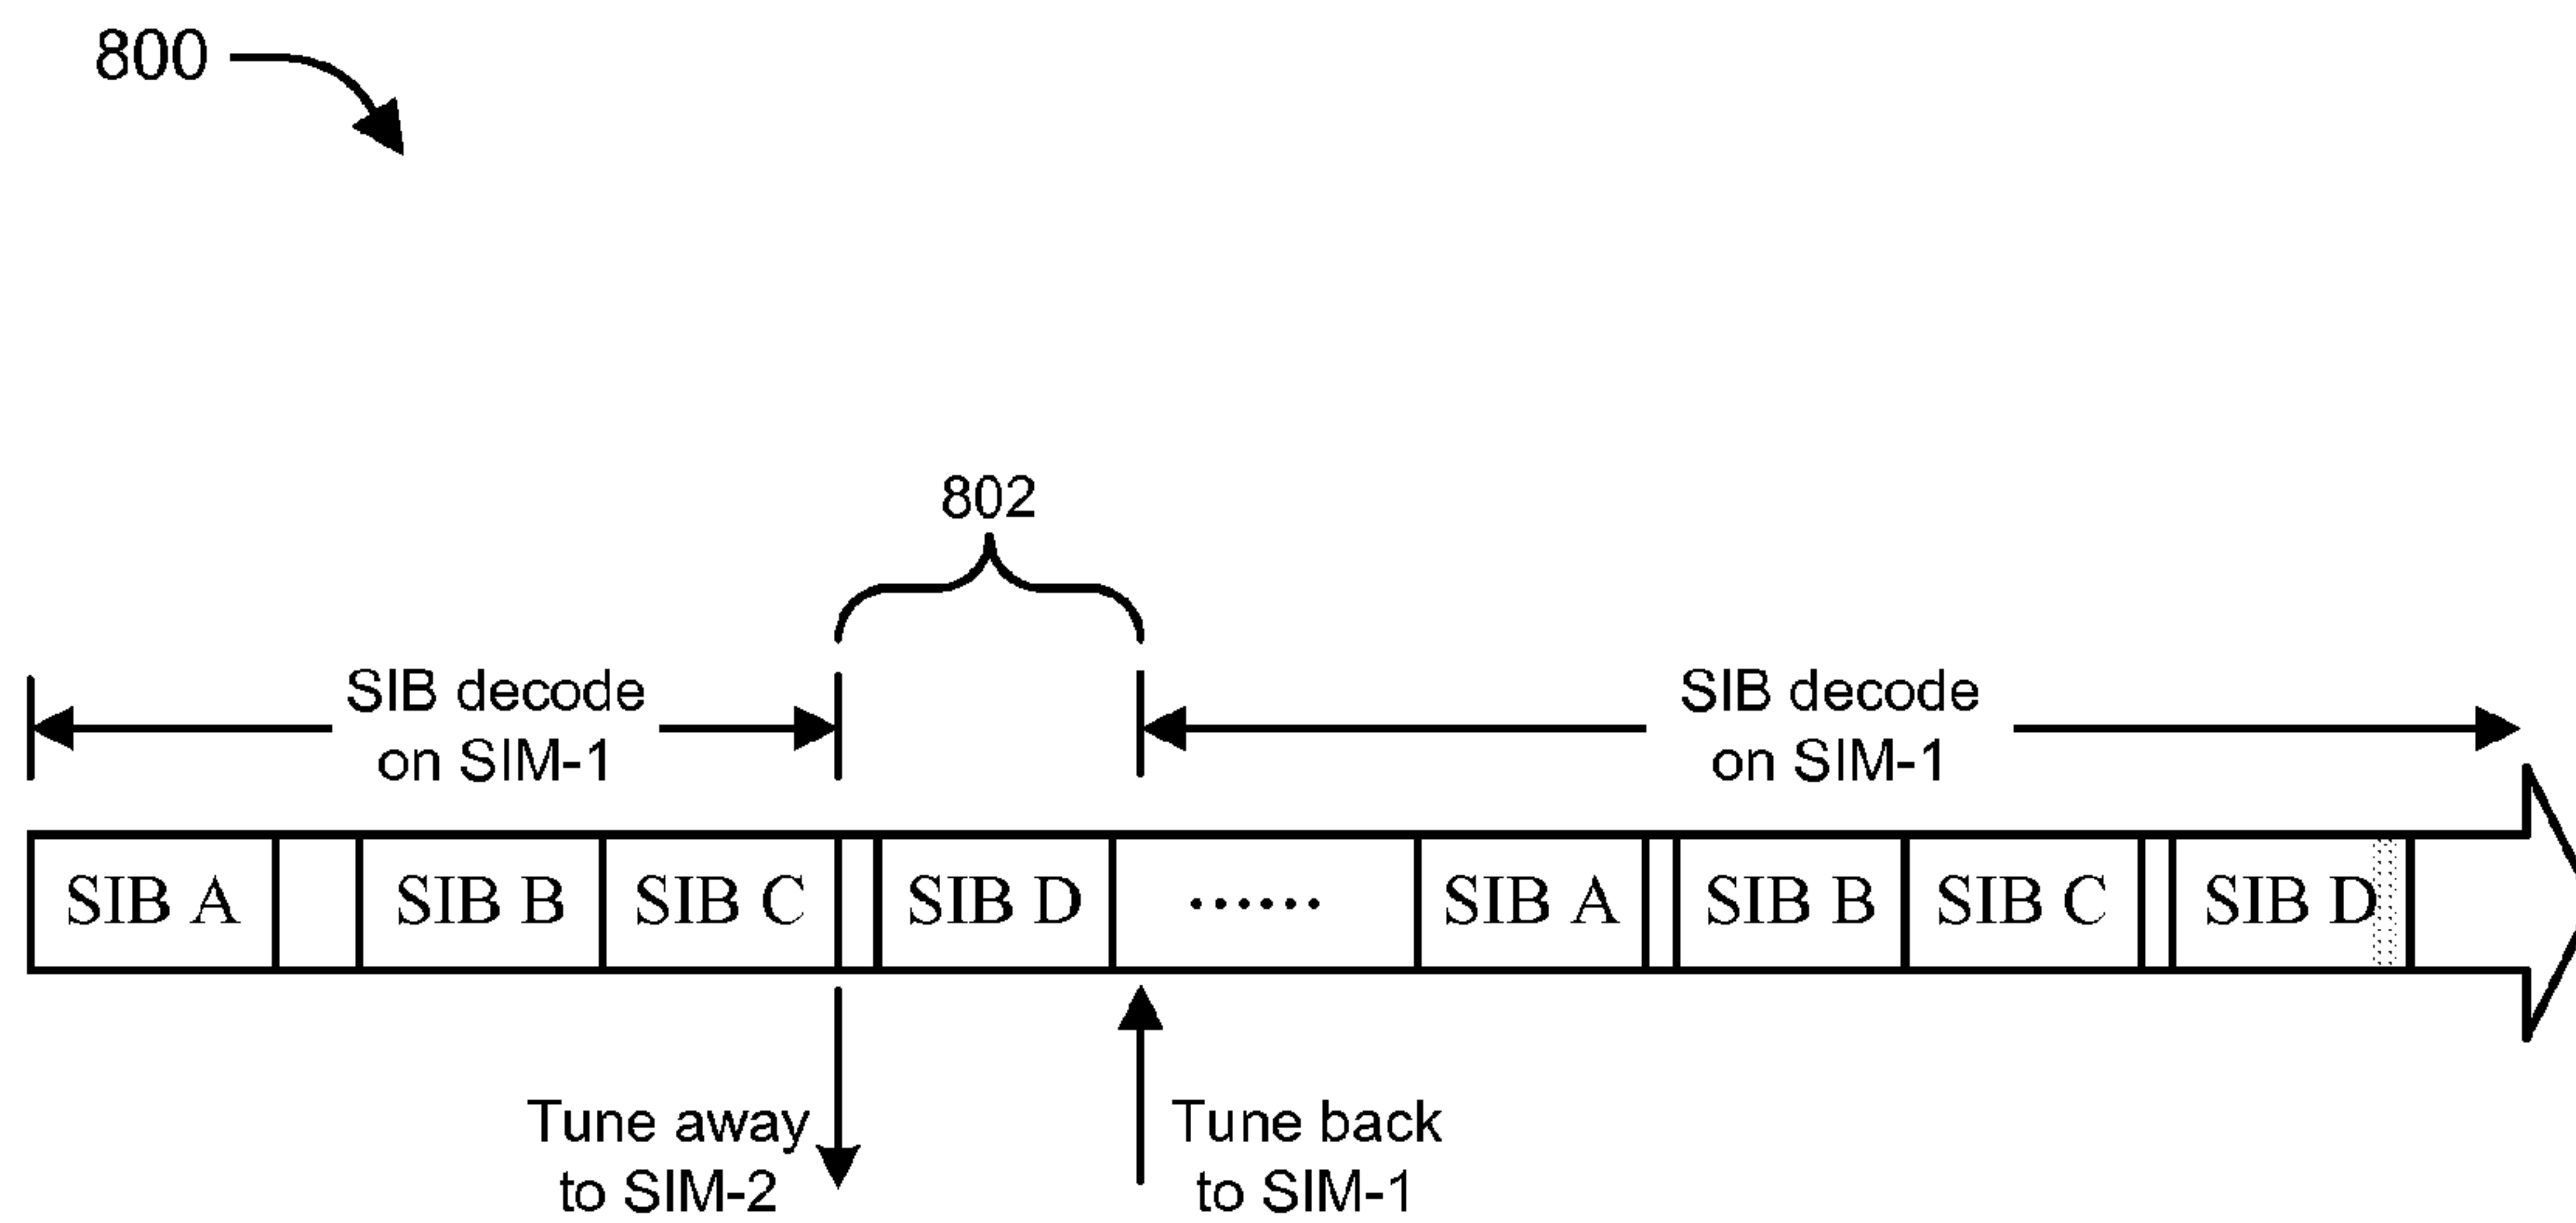 800
802
SIB decode
on SIM-1
SIB decode
on SIM-1
SIB A
SIB B
SIB C
SIB D
......
SIB A
SIB B
SIB C
SIB D
Tune away
to SIM-2
Tune back
to SIM-1